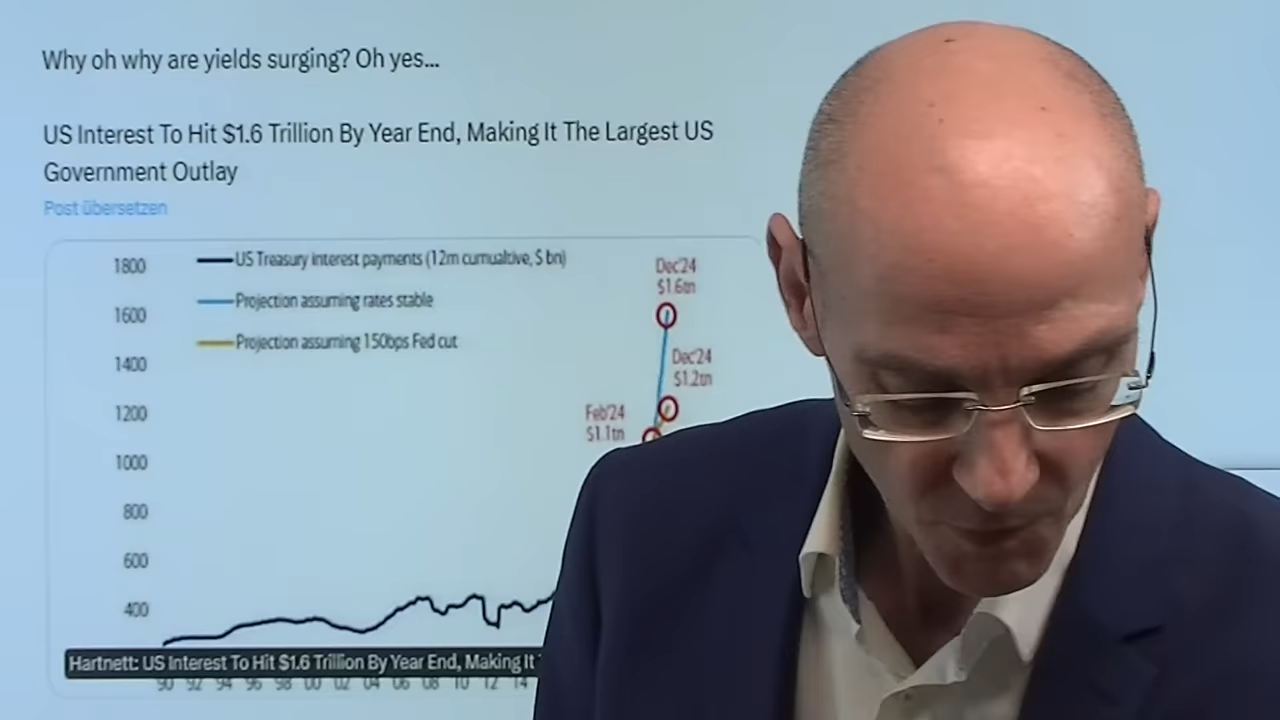 Why oh why are yields surging? Oh yes...
US Interest To Hit $1.6 Trillion By Year End, Making It The Largest US
Government Outlay
Post übersetzen
1800
US Treasury interest payments (12m cumualtive, $ bn)
Dec'24
$1.6tn
1600
Projection assuming rates stable
Projection assuming 150bps Fed cut
1400
Dec'24
$1.2tn
1200
Feb'24
$1.1tn
1000
800
600
400
Hartnett: US Interest To Hit $1.6 Trillion By Year End, Making It
90 92 94 96 98 00 02 04 06 08 10 12 14